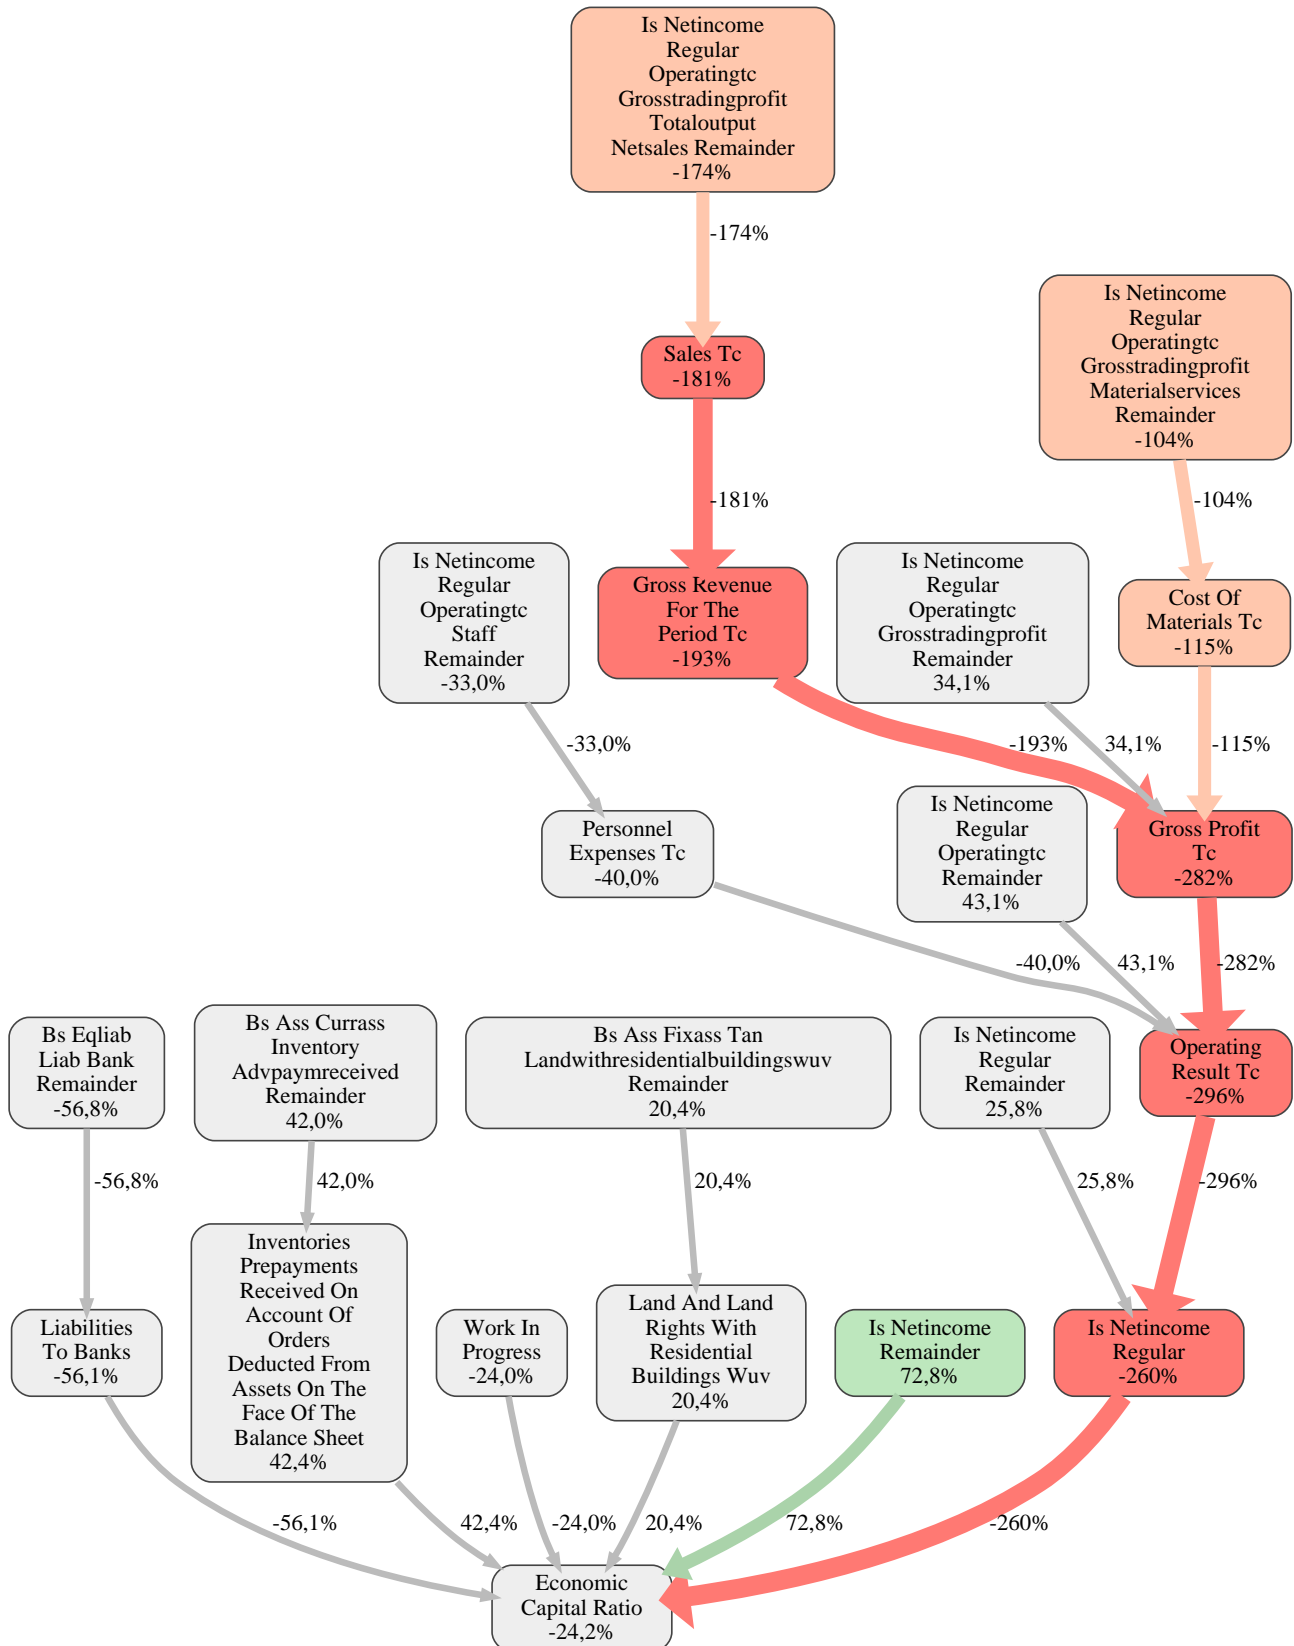 Is Netincome
Regular
Operatingtc
Grosstradingprofit
Totaloutput
Netsales Remainder
-174%
-174%
Is Netincome
Regular
Operatingtc
Grosstradingprofit
Materialservices
Remainder
-104%
Sales Tc
-181%
-181%
-104%
Is Netincome
Regular
Operatingtc
Staff
Remainder
-33,0%
Gross Revenue
For The
Period Tc
-193%
Is Netincome
Regular
Operatingtc
Grosstradingprofit
Remainder
34,1%
Cost Of
Materials Tc
-115%
-33,0%
-193%
34,1%
-115%
Personnel
Expenses Tc
-40,0%
Is Netincome
Regular
Operatingtc
Remainder
43,1%
Gross Profit
Tc
-282%
-40,0%
43,1%
-282%
Bs Eqliab
Liab Bank
Remainder
-56,8%
Bs Ass Currass
Inventory
Advpaymreceived
Remainder
42,0%
Bs Ass Fixass Tan
Landwithresidentialbuildingswuv
Remainder
20,4%
Is Netincome
Regular
Remainder
25,8%
Operating
Result Tc
-296%
-56,8%
42,0%
20,4%
25,8%
-296%
Liabilities
To Banks
-56,1%
Inventories
Prepayments
Received On
Account Of
Orders
Deducted From
Assets On The
Face Of The
Balance Sheet
42,4%
Work In
Progress
-24,0%
Land And Land
Rights With
Residential
Buildings Wuv
20,4%
Is Netincome
Remainder
72,8%
Is Netincome
Regular
-260%
-56,1%
42,4%
-24,0%
20,4%
72,8%
-260%
Economic
Capital Ratio
-24,2%